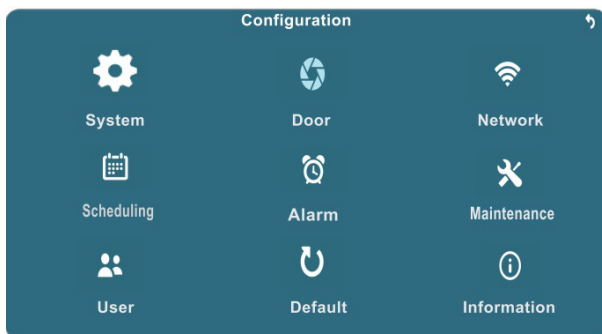 Configuration
System Door Network
Scheduling Alarm Maintenance
User Default Information